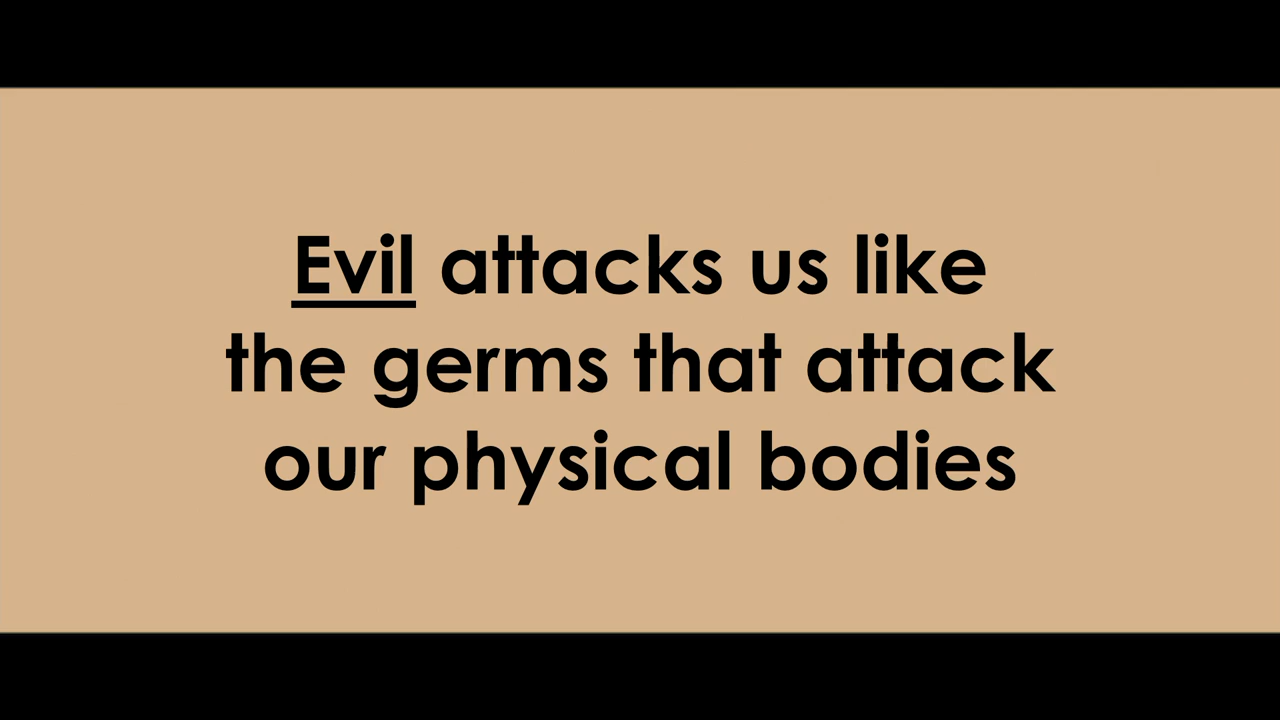 Evil attacks us like
the germs that attack
our physical bodies